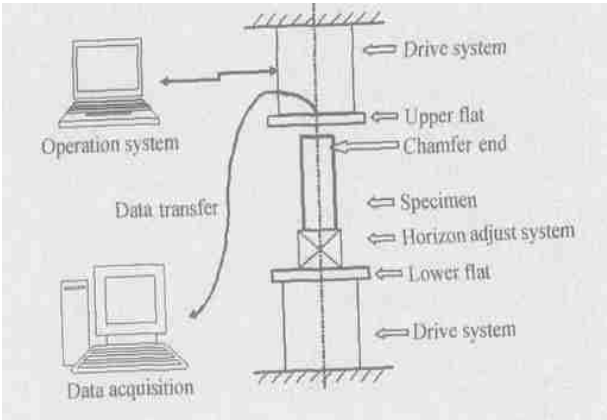 Drive system
Upper flat
Operation system
Chamfer end
Data transfer
Specimen
Horizon adjust system
Lower flat
Drive system
Data acquisition